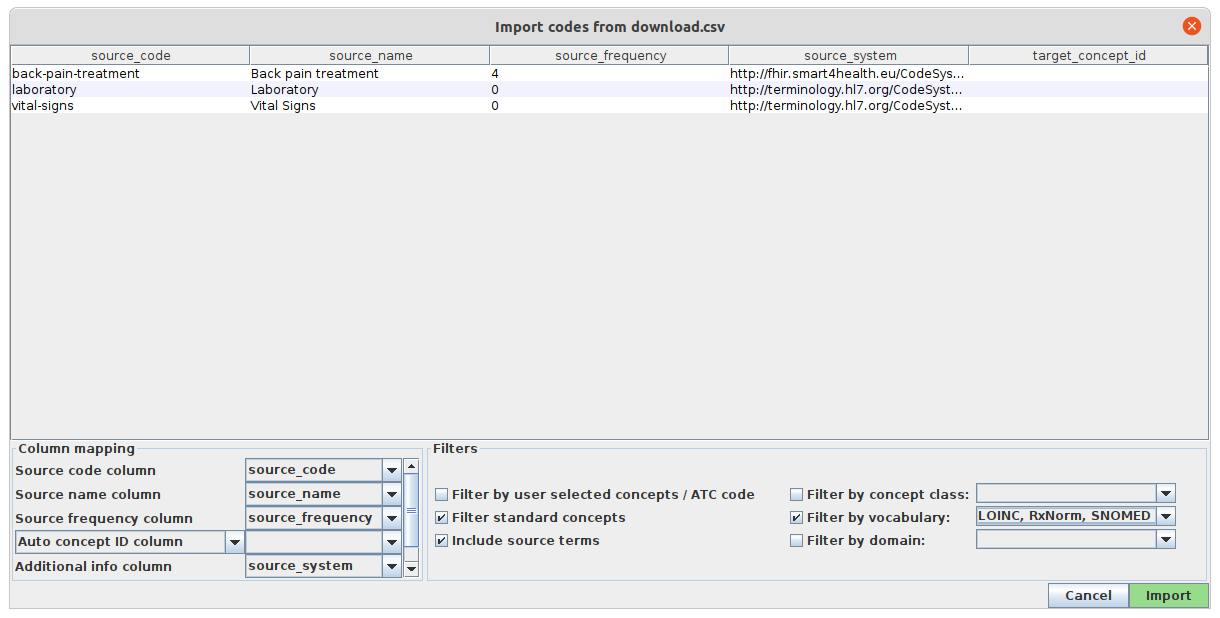 Import codes from download.csv
source_code source_name source_frequency source_system target_concept_id
back-pain-treatment Back pain treatment 4 http://fhir.smart4health.eu/CodeSys...
laboratory Laboratory 0 http://terminology.hl7.org/CodeSyst...
vital-signs Vital Signs 0 http://terminology.hl7.org/CodeSyst...
Column mapping
Source code column source_code
Source name column source_name
Source frequency column source_frequency
Auto concept ID column
Additional info column source_system
Filters
Filter by user selected concepts / ATC code Filter by concept class:
Filter standard concepts Filter by vocabulary: LOINC, RxNorm, SNOMED
Include source terms Filter by domain:
Cancel Import